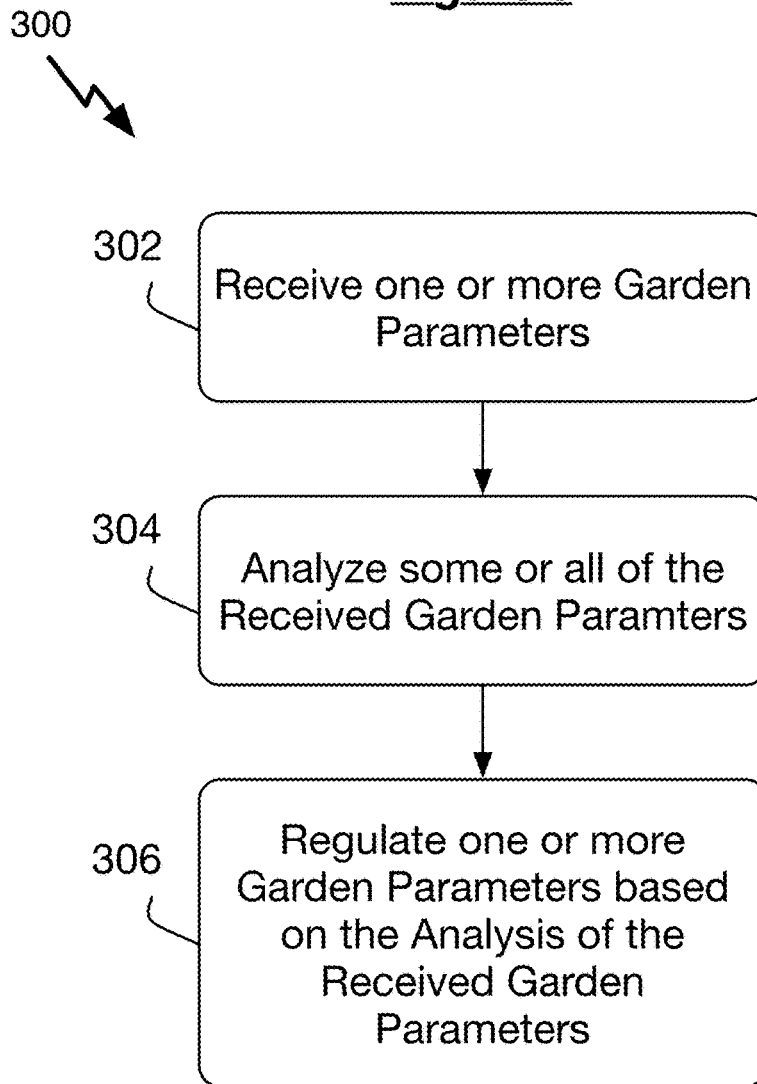 300
302
Receive one or more Garden
Parameters
304
Analyze some or all of the
Received Garden Paramters
306
Regulate one or more
Garden Parameters based
on the Analysis of the
Received Garden
Parameters